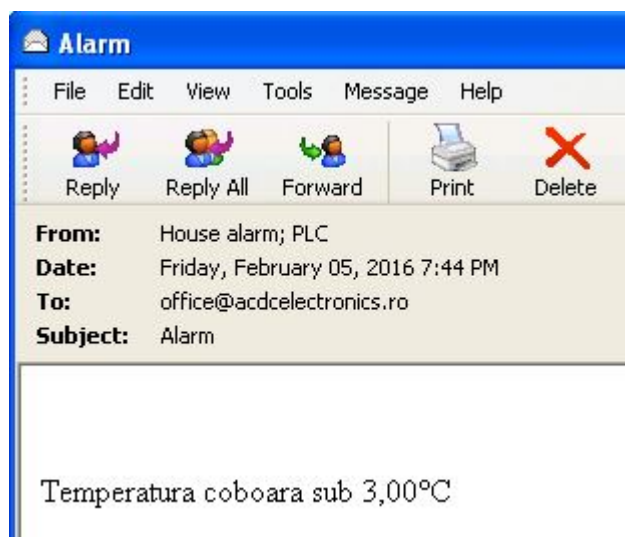 Alarm
File Edit View Tools Message Help
Reply Reply All Forward Print Delete
From: House alarm; PLC
Date: Friday, February 05, 2016 7:44 PM
To: office@acdcelectronics.ro
Subject: Alarm
Temperatura coboara sub 3,00°C